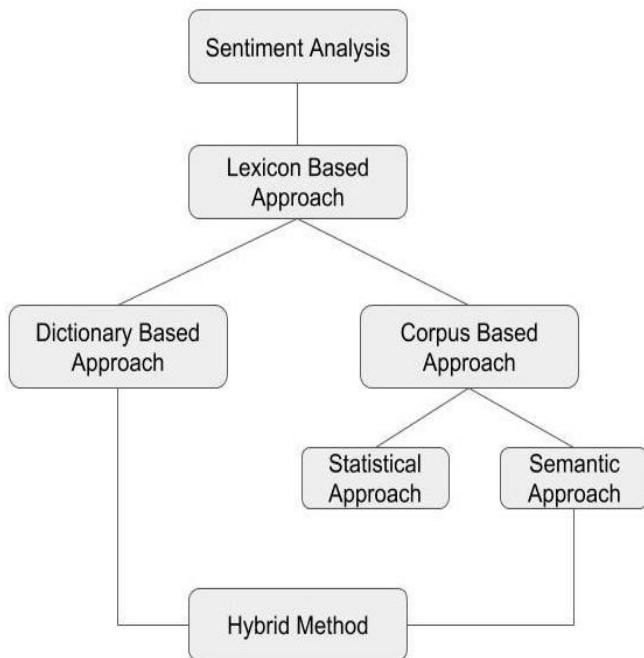 Sentiment Analysis
Lexicon Based
Approach
Dictionary Based
Approach
Corpus Based
Approach
Statistical
Approach
Semantic
Approach
Hybrid Method